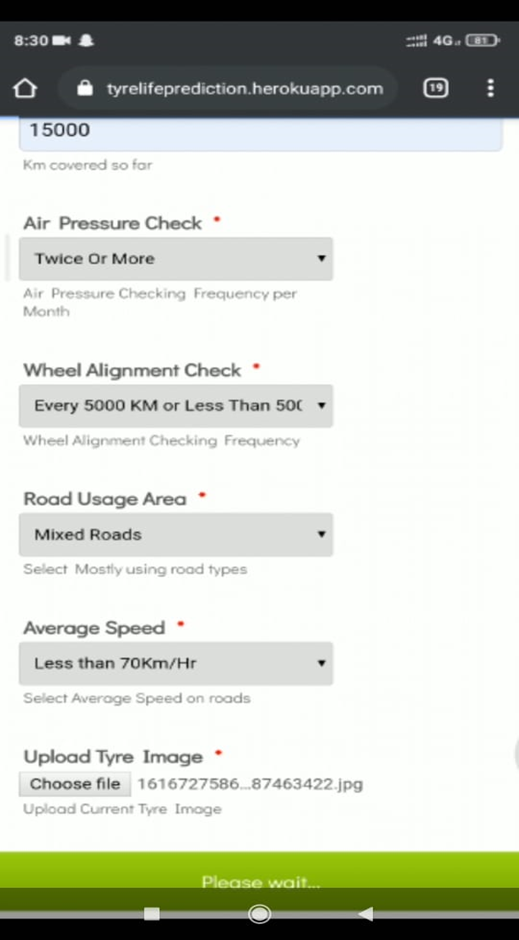 8:30 4G 81
tyrelifeprediction.herokuapp.com 19
15000
Km covered so far
Air Pressure Check *
Twice Or More
Air Pressure Checking Frequency per
Month
Wheel Alignment Check *
Every 5000 KM or Less Than 500
Wheel Alignment Checking Frequency
Road Usage Area *
Mixed Roads
Select Mostly using road types
Average Speed *
Less than 70Km/Hr
Select Average Speed on roads
Upload Tyre Image *
Choose file 1616727586...87463422.jpg
Upload Current Tyre Image
Please wait...